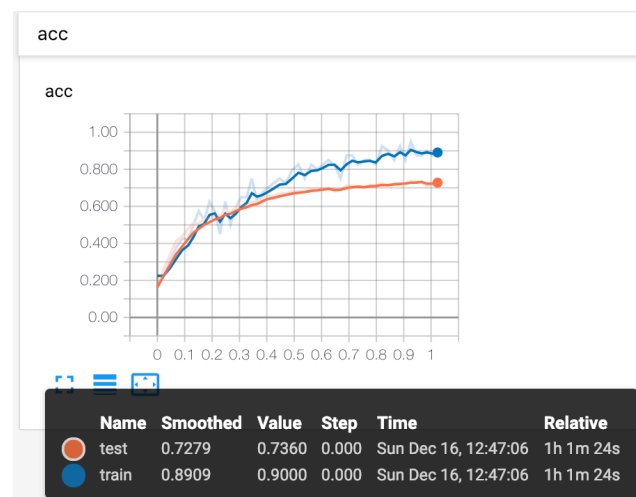 acc
acc
1.00
0.800
0.600
0.400
0.200
0.00
0 0.1 0.2 0.3 0.4 0.5 0.6 0.7 0.8 0.9 1
Name Smoothed Value Step Time Relative
test 0.7279 0.7360 0.000 Sun Dec 16, 12:47:06 1h 1m 24s
train 0.8909 0.9000 0.000 Sun Dec 16, 12:47:06 1h 1m 24s